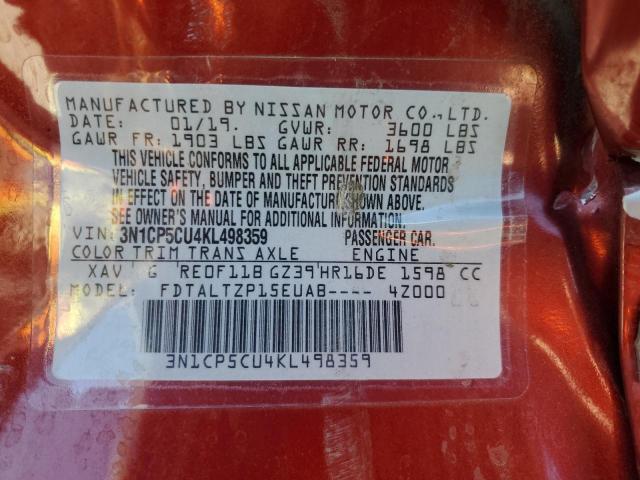 MANUFACTURED BY NISSAN MOTOR CO., LTD.
DATE: 01/19. GVWR: 3600 LBS
GAWR FR: 1903 LBS GAWR RR: 1698 LBS
THIS VEHICLE CONFORMS TO ALL APPLICABLE FEDERAL MOTOR
VEHICLE SAFETY, BUMPER AND THEFT PREVENTION STANDARDS
IN EFFECT ON THE DATE OF MANUFACTURE SHOWN ABOVE.
SEE OWNER'S MANUAL FOR ADDITIONAL INFORMATION.
VIN: 3N1CP5CU4KL498359 PASSENGER CAR.
COLOR TRIM TRANS AXLE ENGINE
XAV G RE0F11B GZ39 HR16DE 1598 CC
MODEL: FDTALTZP15EUAB---- 4Z000
3N1CP5CU4KL498359